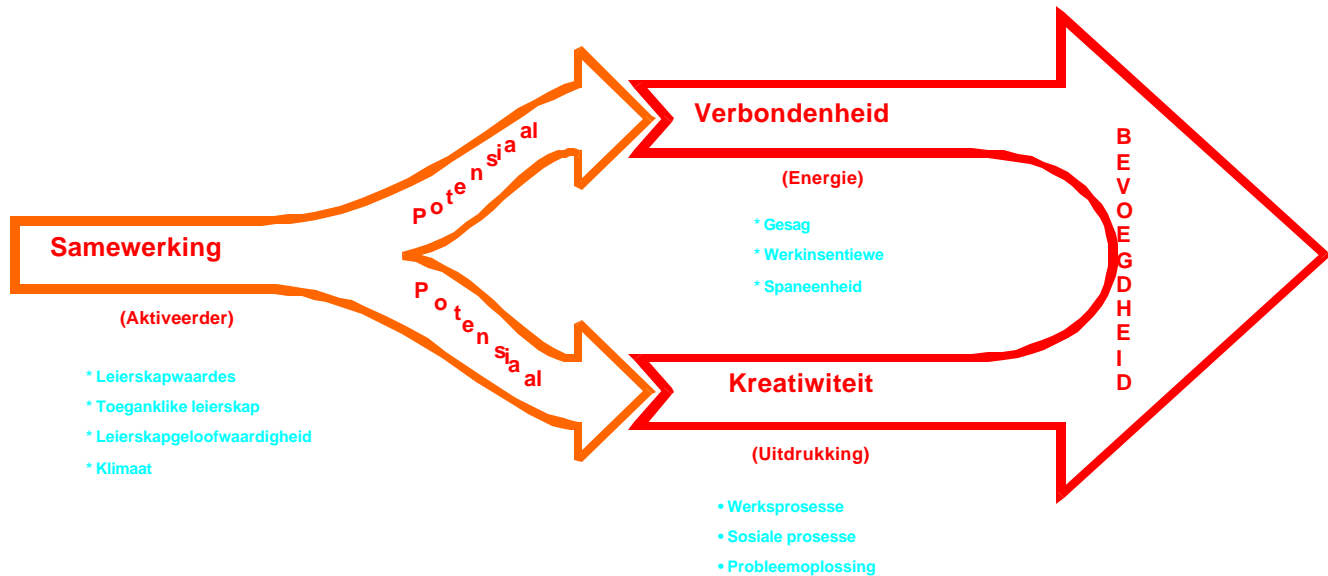 Samewerking
(Aktiveerder)
* Leierskapwaardes
* Toeganklike leierskap
* Leierskapgeloofwaardigheid
* Klimaat
Potensiaal
Potensiaal
Verbondenheid
(Energie)
* Gesag
* Werkinsentiewe
* Spaneenheid
Kreatiwiteit
(Uitdrukking)
• Werksprosesse
• Sosiale prosesse
• Probleemoplossing
BEVOEGDHEID